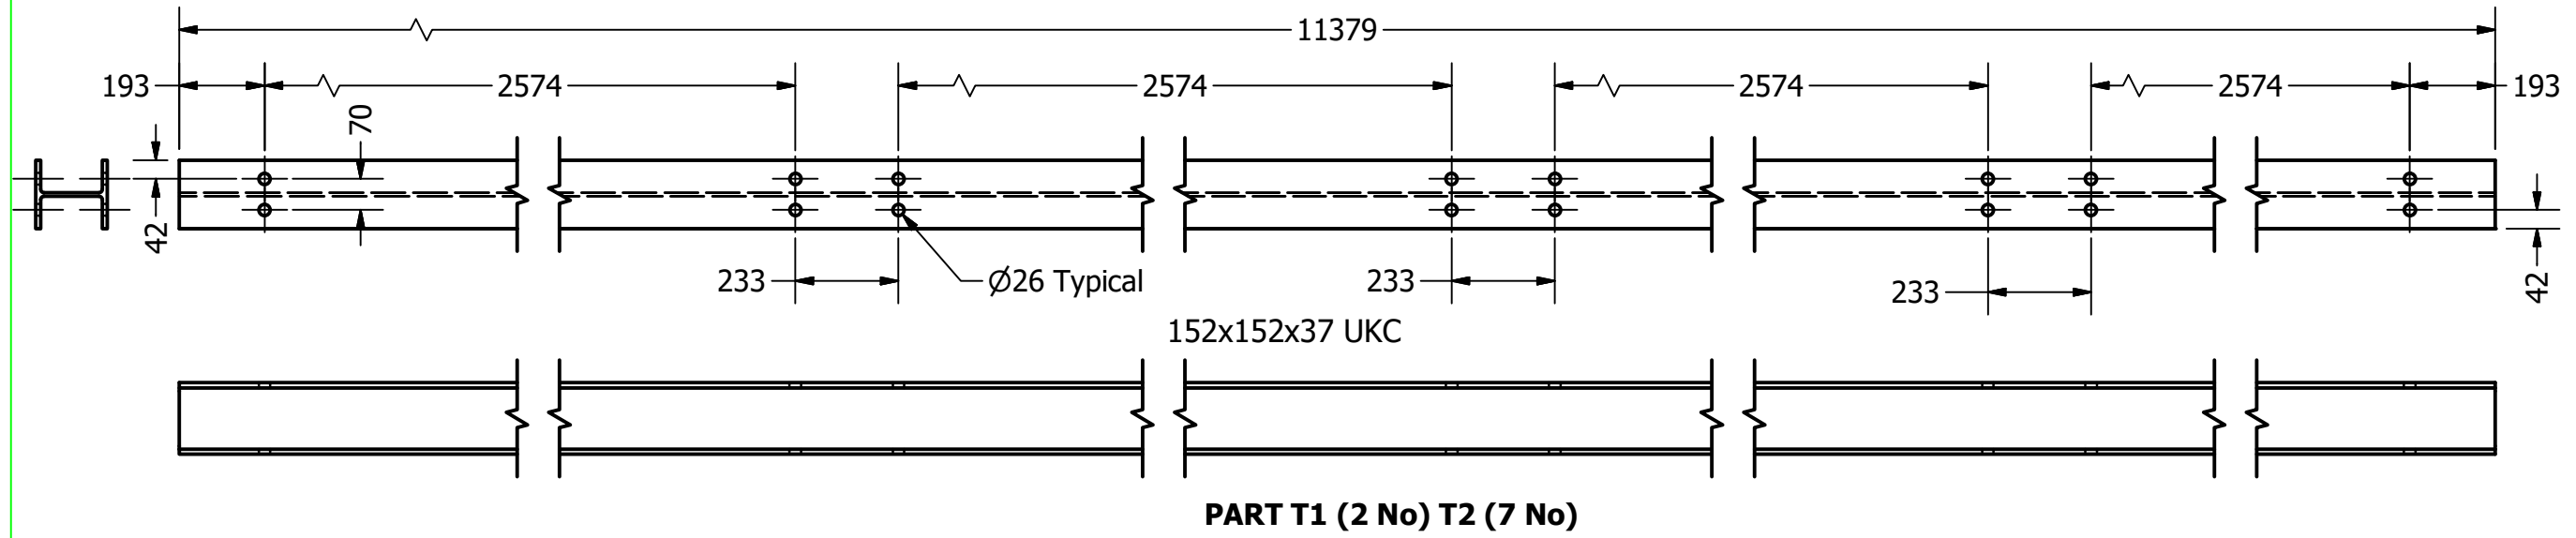 11379
193 2574 2574 2574 2574 193
70
42
42
233 Ø26 Typical 233 233
152x152x37 UKC
PART T1 (2 No) T2 (7 No)